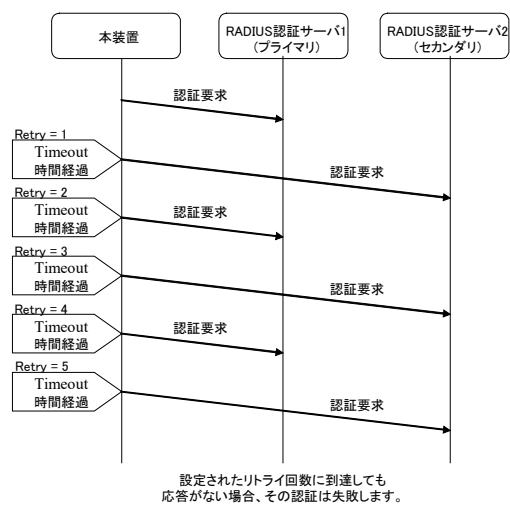 本装置
RADIUS認証サーバ1
(プライマリ)
RADIUS認証サーバ2
(セカンダリ)
認証要求
Retry = 1
Timeout
時間経過
認証要求
Retry = 2
Timeout
時間経過
認証要求
Retry = 3
Timeout
時間経過
認証要求
Retry = 4
Timeout
時間経過
認証要求
Retry = 5
Timeout
時間経過
認証要求
設定されたリトライ回数に到達しても
応答がない場合、その認証は失敗します。